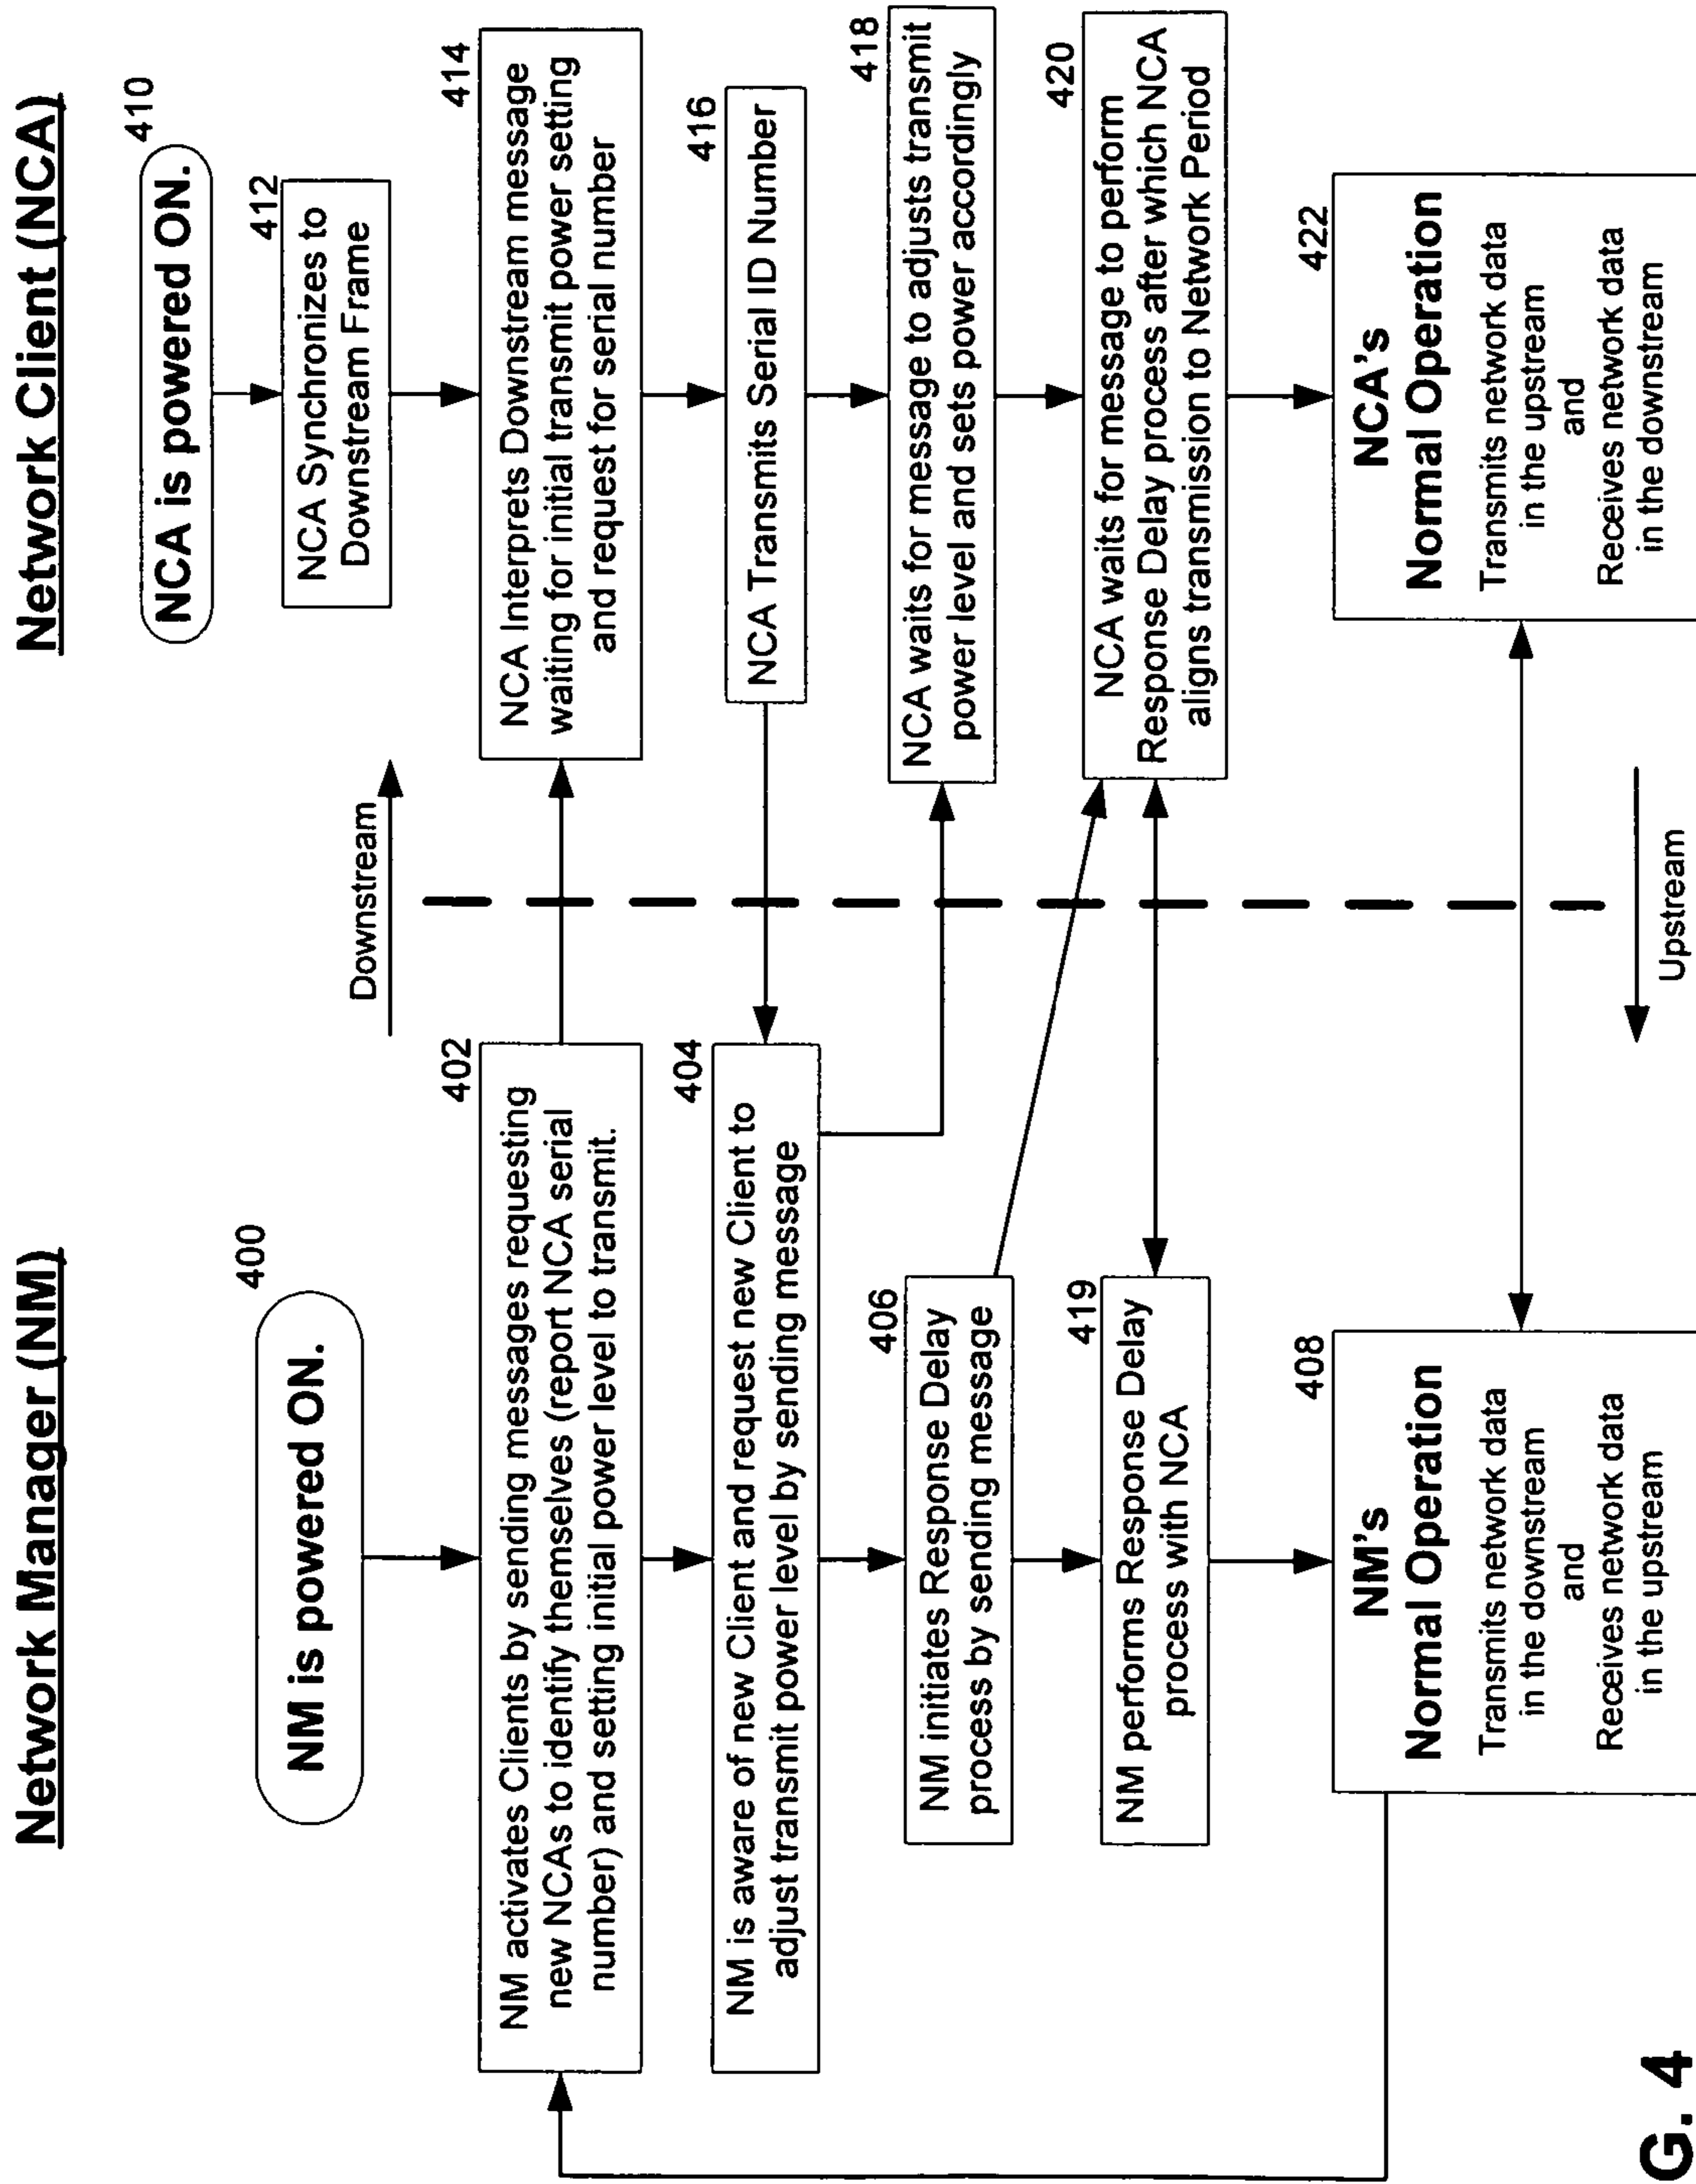 Network Manager (NM)
400
NM is powered ON.
402
NM activates Clients by sending messages requesting
new NCAs to identify themselves (report NCA serial
number) and setting initial power level to transmit.
404
NM is aware of new Client and request new Client to
adjust transmit power level by sending message
406
NM initiates Response Delay
process by sending message
419
NM performs Response Delay
process with NCA
408
NM's
Normal Operation
Transmits network data
in the downstream
and
Receives network data
in the upstream
Downstream
Upstream
Network Client (NCA)
410
NCA is powered ON.
412
NCA Synchronizes to
Downstream Frame
414
NCA Interprets Downstream message
waiting for initial transmit power setting
and request for serial number
416
NCA Transmits Serial ID Number
418
NCA waits for message to adjusts transmit
power level and sets power accordingly
420
NCA waits for message to perform
Response Delay process after which NCA
aligns transmission to Network Period
422
NCA's
Normal Operation
Transmits network data
in the upstream
and
Receives network data
in the downstream
G. 4